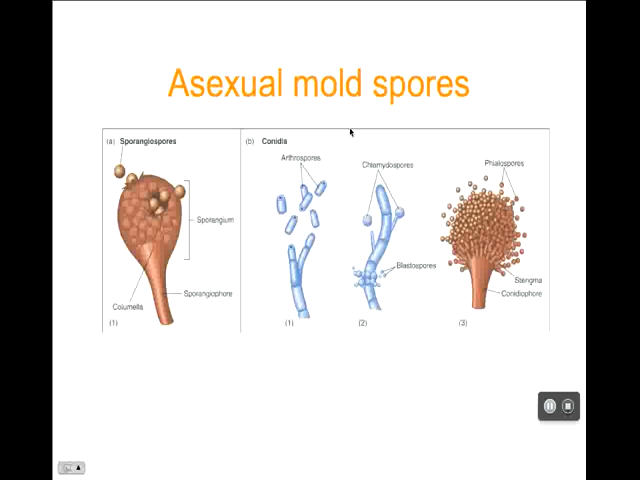 Asexual mold spores
(a) Sporangiospores
Sporangium
Sporangiophore
Columella
(1)
(b) Conidia
Arthrospores
(1)
Chlamydospores
Blastospores
(2)
Phialospores
Sterigma
Conidiophore
(3)